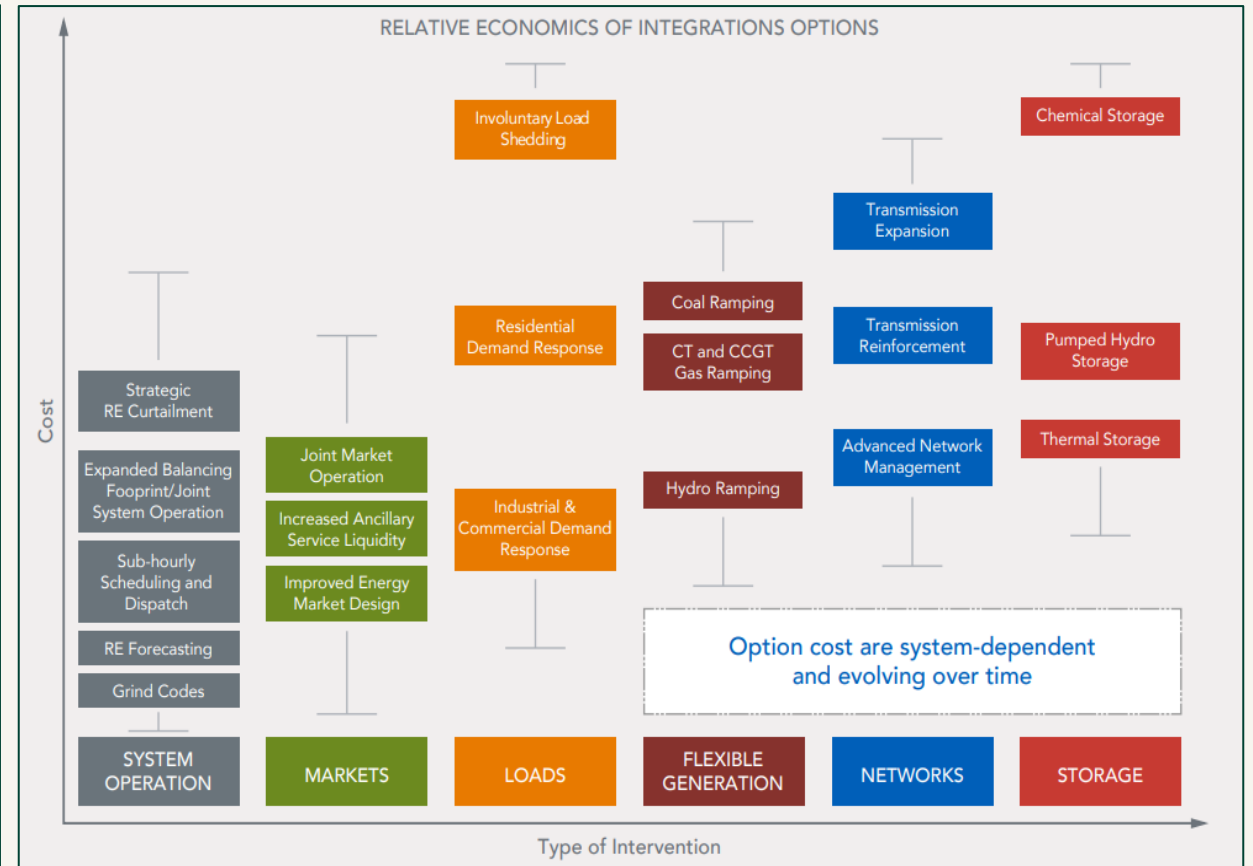 RELATIVE ECONOMICS OF INTEGRATIONS OPTIONS
Cost
Strategic
RE Curtailment
Expanded Balancing
Fooprint/Joint
System Operation
Sub-hourly
Scheduling and
Dispatch
RE Forecasting
Grind Codes
SYSTEM
OPERATION
Joint Market
Operation
Increased Ancillary
Service Liquidity
Improved Energy
Market Design
MARKETS
Involuntary Load
Shedding
Residential
Demand Response
Industrial &
Commercial Demand
Response
LOADS
Coal Ramping
CT and CCGT
Gas Ramping
Hydro Ramping
FLEXIBLE
GENERATION
Transmission
Expansion
Transmission
Reinforcement
Advanced Network
Management
NETWORKS
Chemical Storage
Pumped Hydro
Storage
Thermal Storage
STORAGE
Option cost are system-dependent
and evolving over time
Type of Intervention